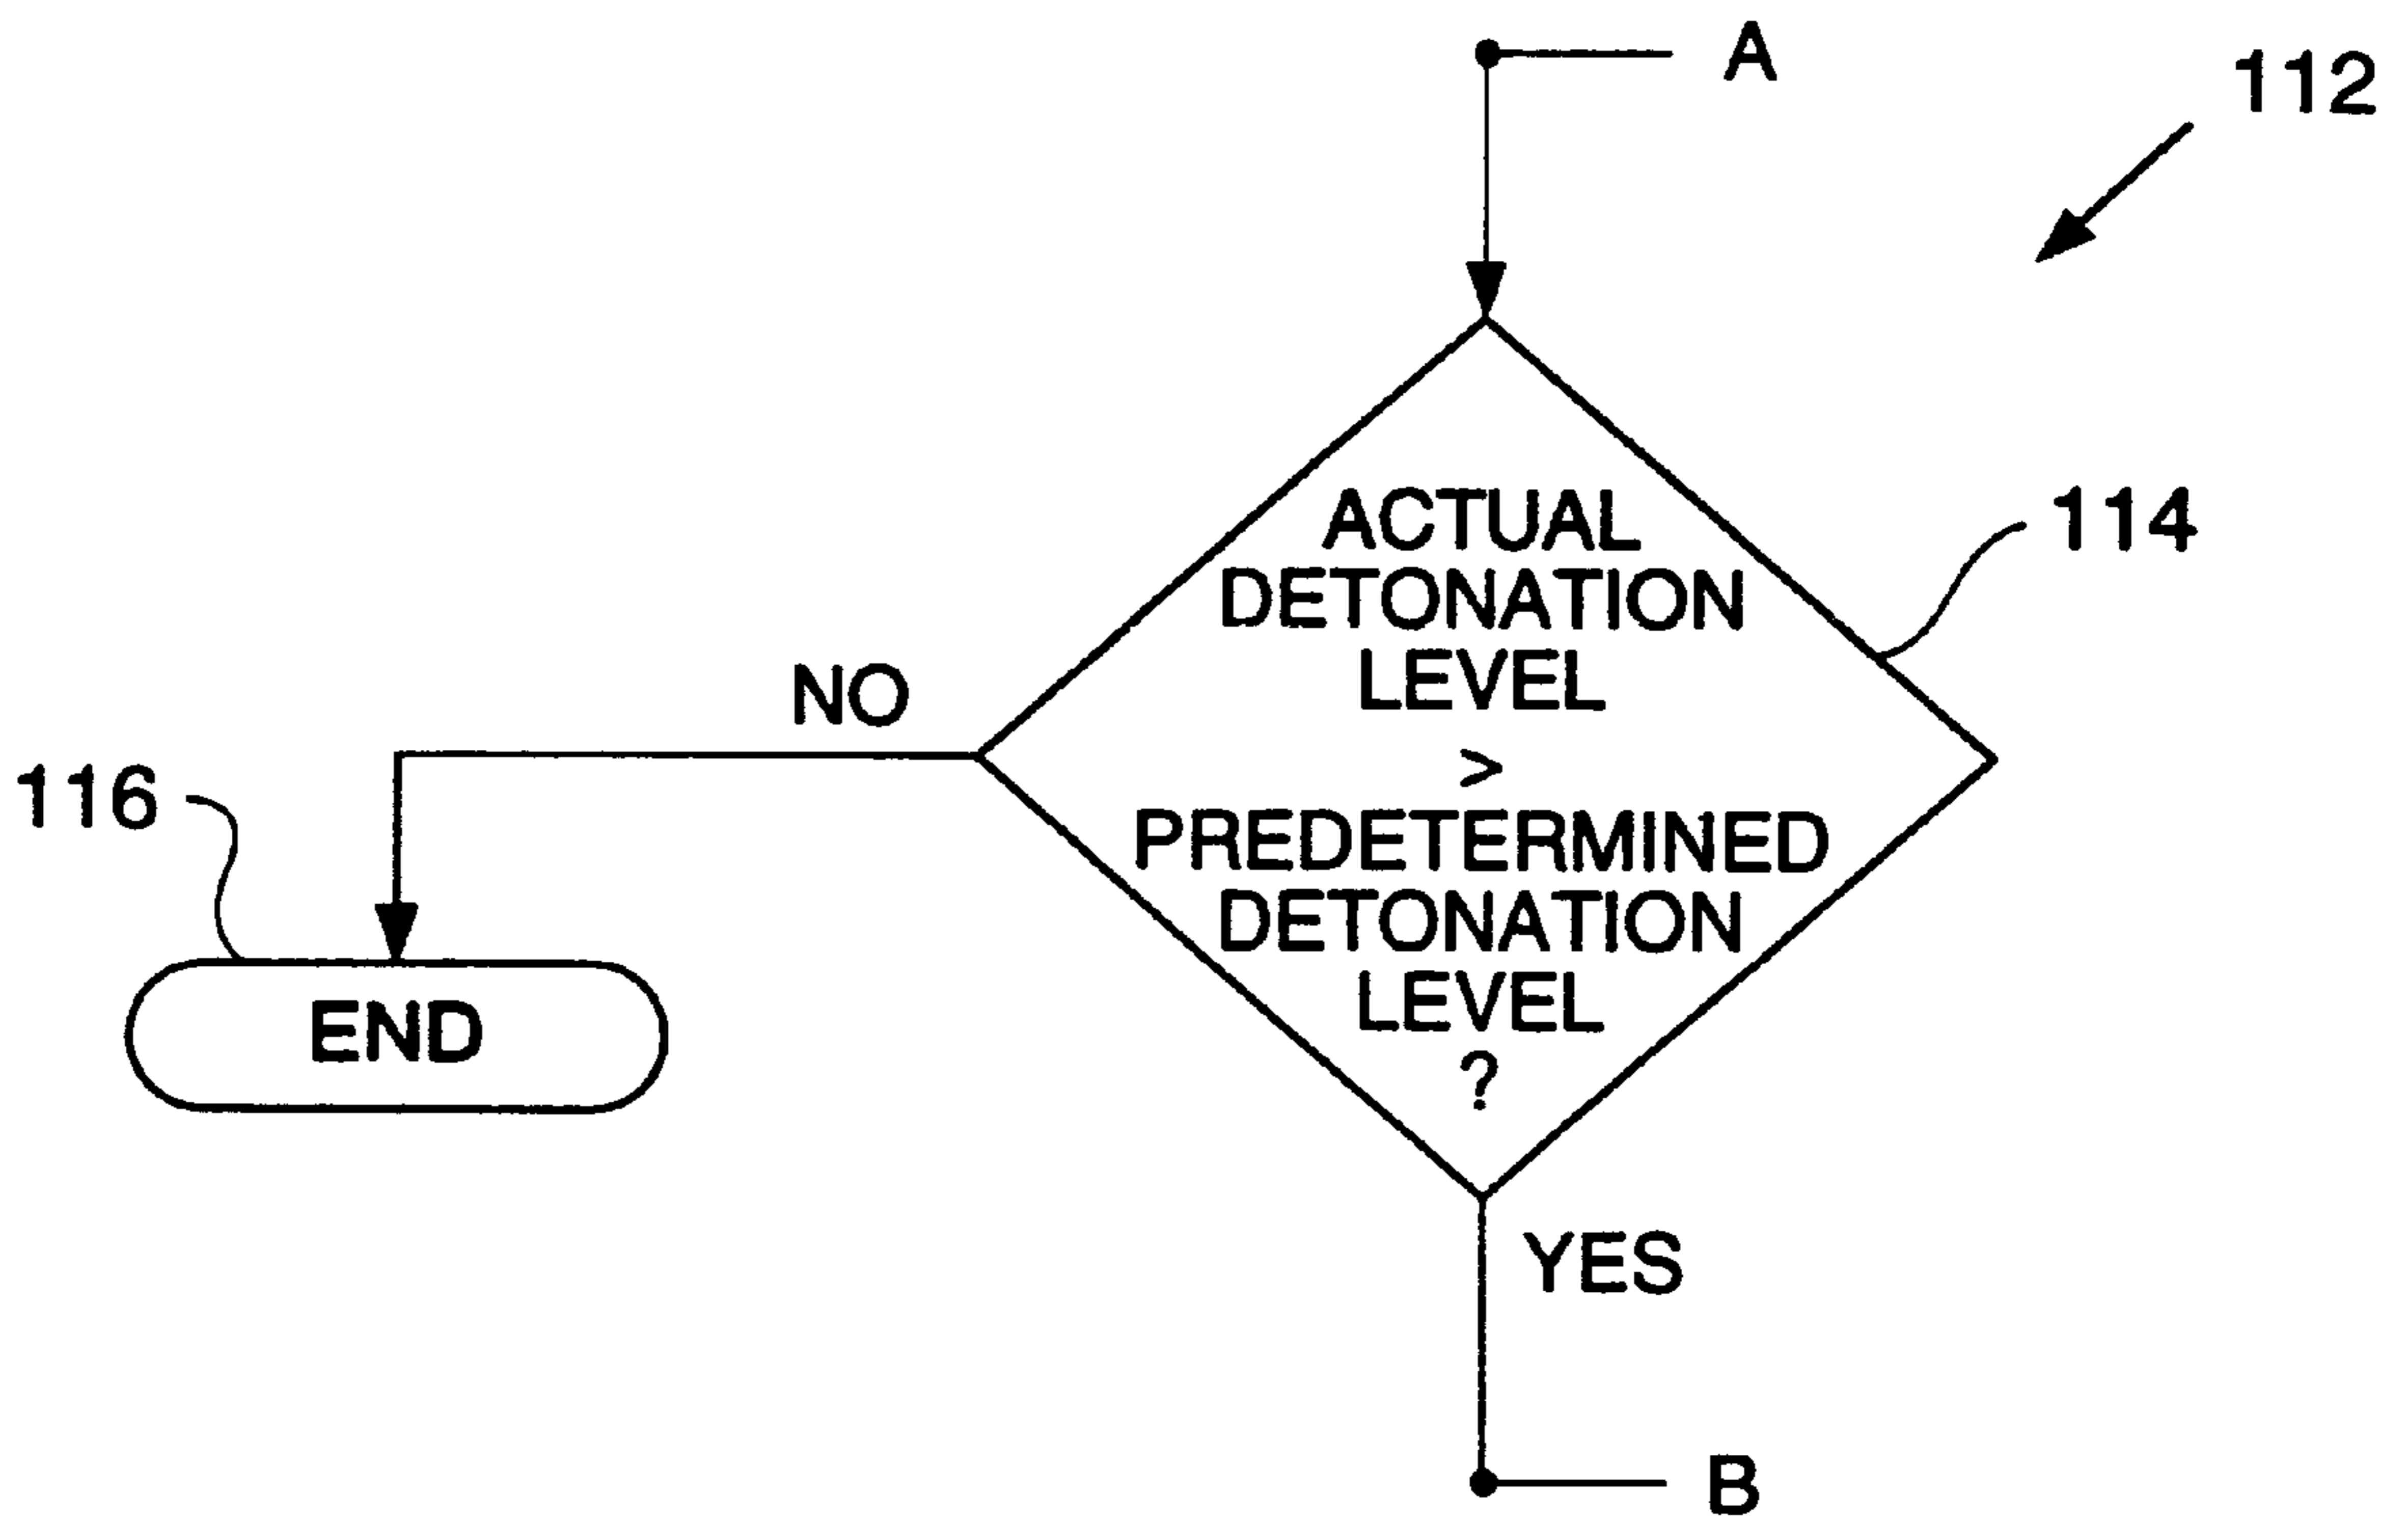 A
112
ACTUAL
DETONATION
LEVEL
>
PREDETERMINED
DETONATION
LEVEL
?
114
NO
116
END
YES
B